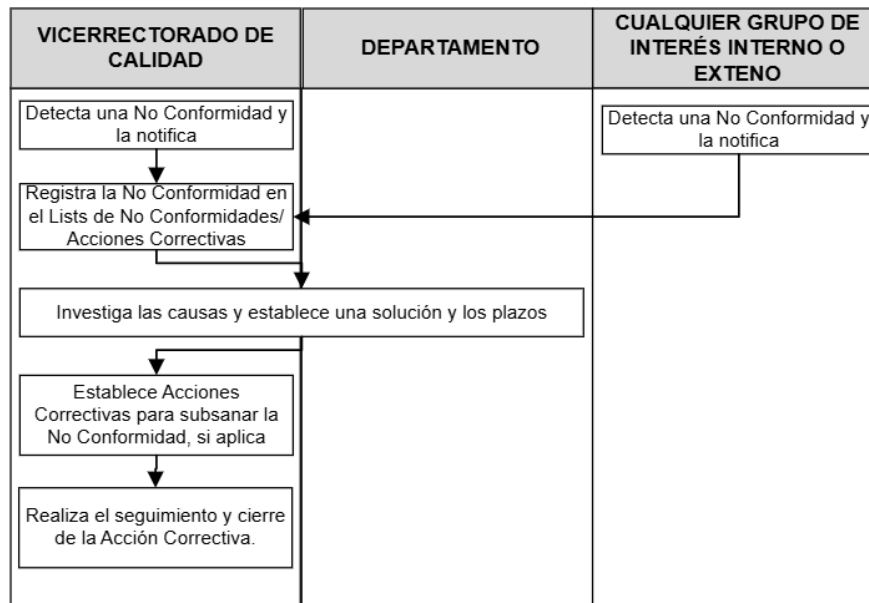 VICERRECTORADO DE
CALIDAD
DEPARTAMENTO
CUALQUIER GRUPO DE
INTERÉS INTERNO O
EXTENO
Detecta una No Conformidad y
la notifica
Detecta una No Conformidad y
la notifica
Registra la No Conformidad en
el Lists de No Conformidades/
Acciones Correctivas
Investiga las causas y establece una solución y los plazos
Establece Acciones
Correctivas para subsanar la
No Conformidad, si aplica
Realiza el seguimiento y cierre
de la Acción Correctiva.